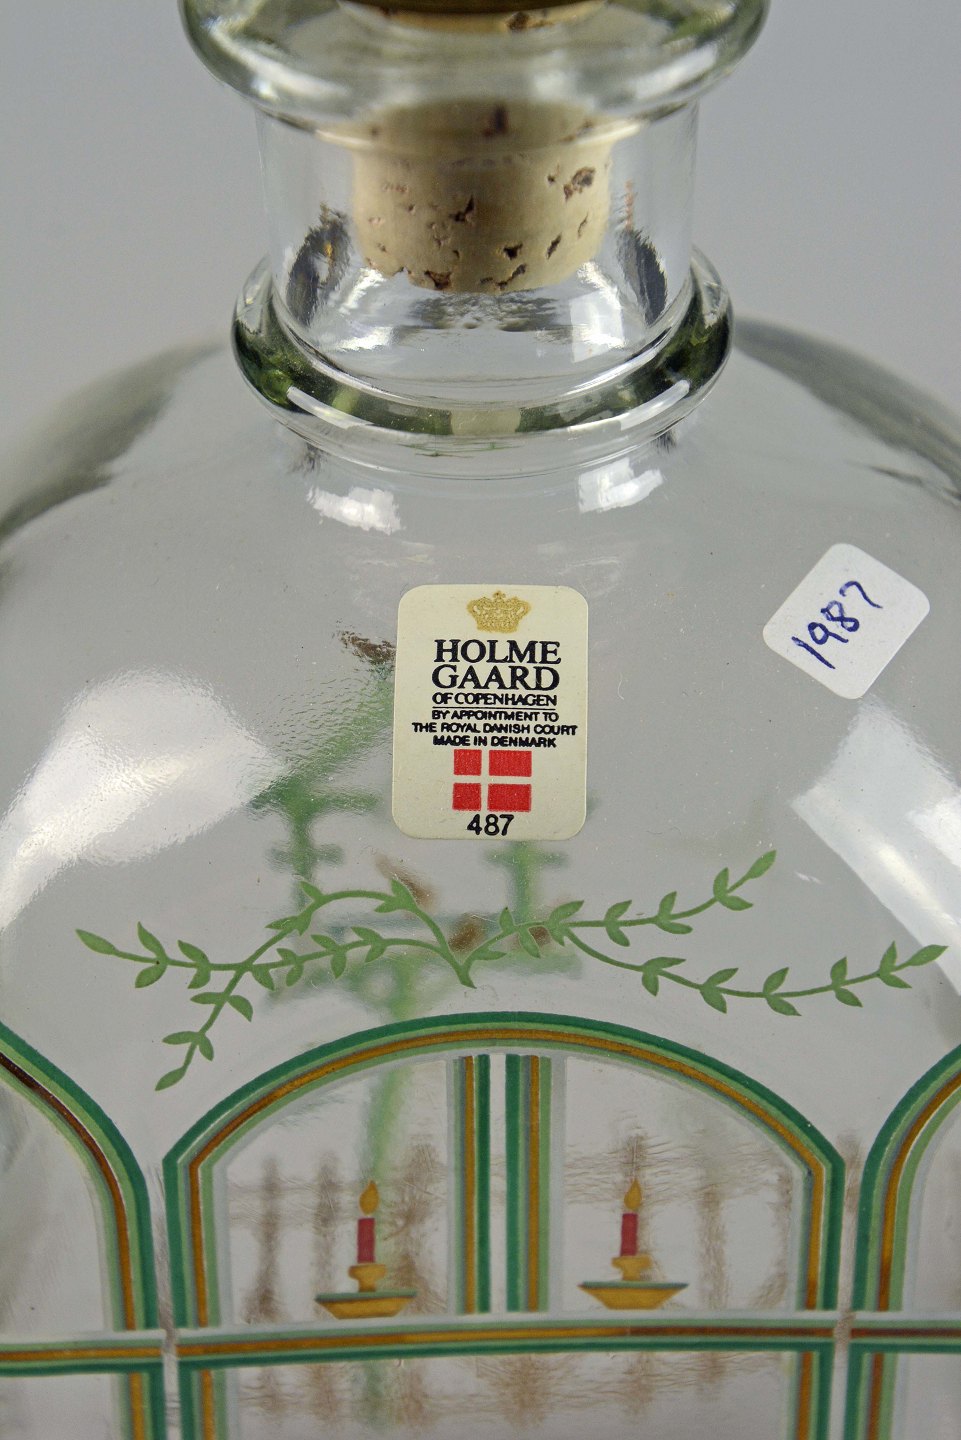 HOLME
GAARD
OF COPENHAGEN
BY APPOINTMENT TO
THE ROYAL DANISH COURT
MADE IN DENMARK
487
1987